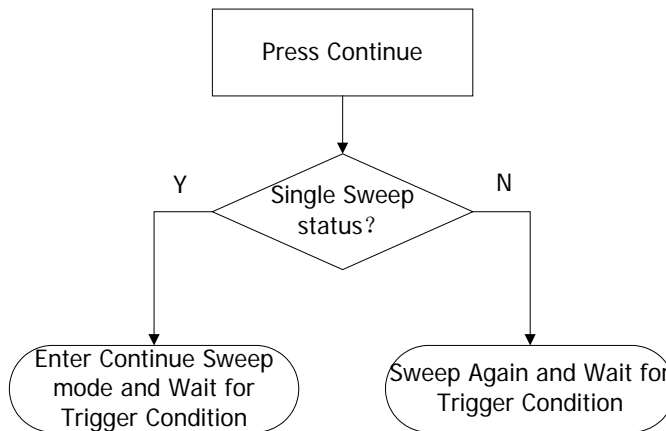 Press Continue
Y
N
Single Sweep
status？
Enter Continue Sweep
mode and Wait for
Trigger Condition
Sweep Again and Wait for
Trigger Condition